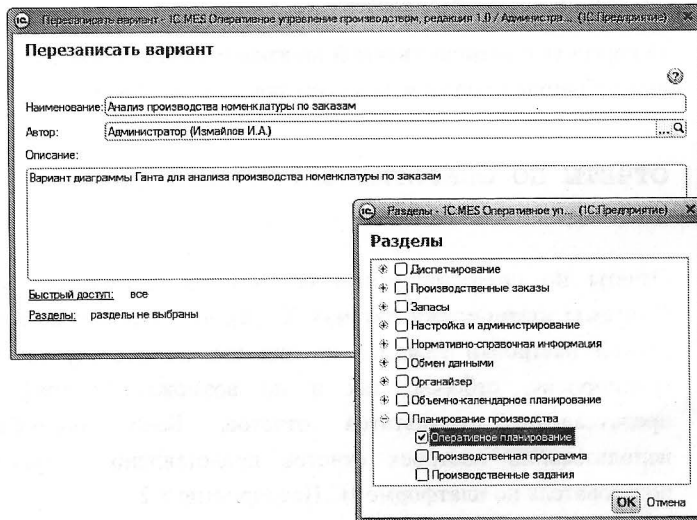 Перезаписать вариант - 1С:MES Оперативное управление производством, редакция 1.0 / Администра... (1С:Предприятие)
Перезаписать вариант
Наименование: Анализ производства номенклатуры по заказам
Автор: Администратор (Измайлов И.А.)
Описание:
Вариант диаграммы Ганта для анализа производства номенклатуры по заказам
Быстрый доступ: все
Разделы: разделы не выбраны
Разделы - 1С:MES Оперативное уп... (1С:Предприятие)
Разделы
Диспетчирование
Производственные заказы
Запасы
Настройка и администрирование
Нормативно-справочная информация
Обмен данными
Органайзер
Объемно-календарное планирование
Планирование производства
Оперативное планирование
Производственная программа
Производственные задания
OK Отмена